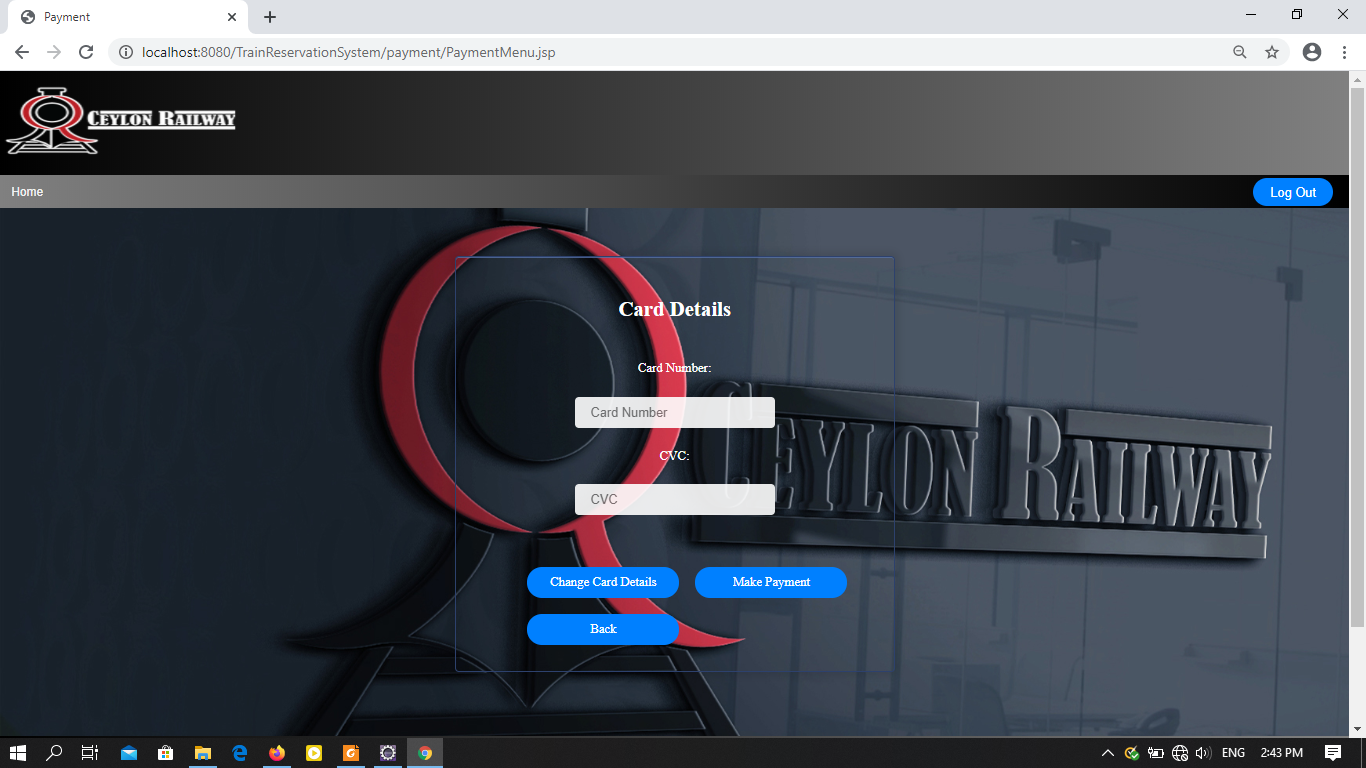 Payment
localhost:8080/TrainReservationSystem/payment/PaymentMenu.jsp
CEYLON RAILWAY
Home
Log Out
Card Details
Card Number:
Card Number
CVC:
CVC
CEYLON RAILWAY
Change Card Details
Make Payment
Back
ENG
2:43 PM